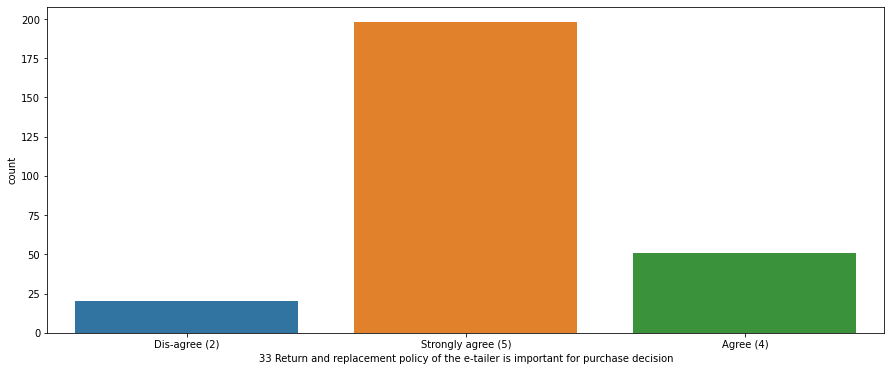 200
175
150
125
100
75
50
25
0
count
Dis-agree (2)
Strongly agree (5)
Agree (4)
33 Return and replacement policy of the e-tailer is important for purchase decision